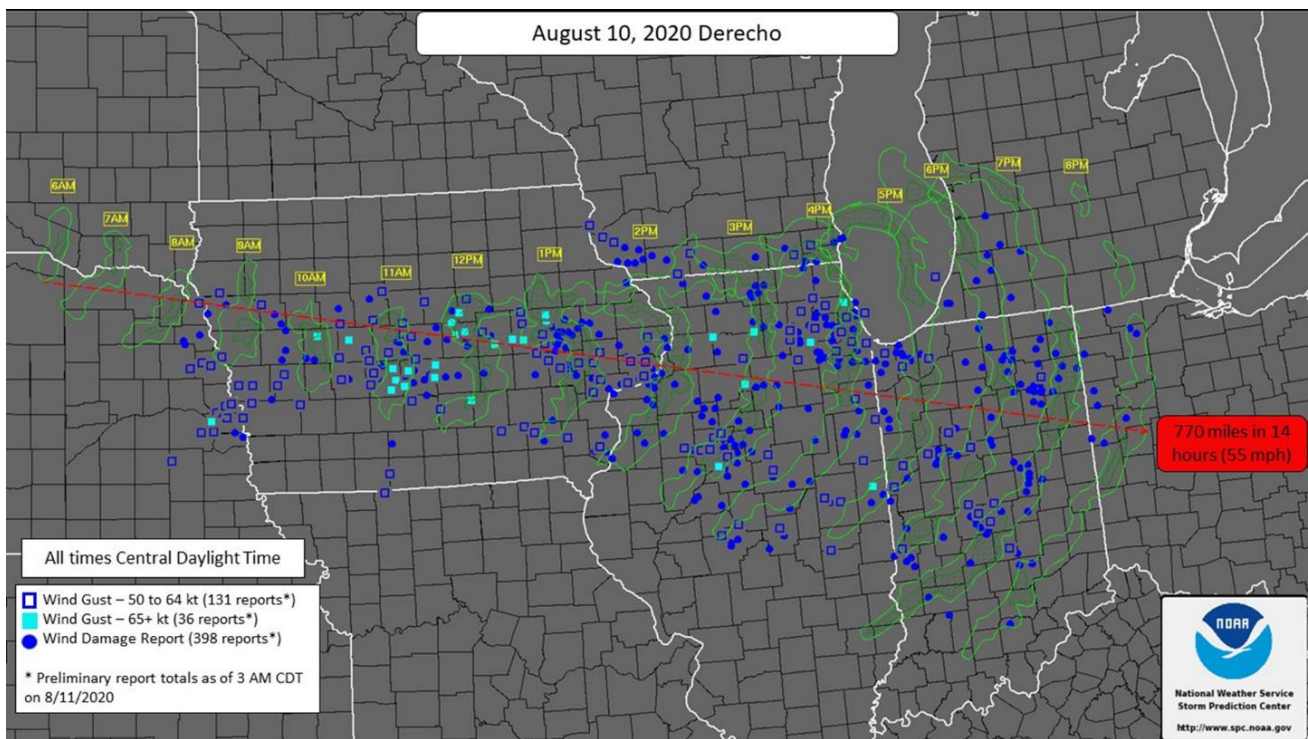 August 10, 2020 Derecho
6AM
7AM
8AM
9AM
10AM
11AM
12PM
1PM
2PM
3PM
4PM
5PM
6PM
7PM
8PM
770 miles in 14
hours (55 mph)
All times Central Daylight Time
Wind Gust – 50 to 64 kt (131 reports*)
Wind Gust – 65+ kt (36 reports*)
Wind Damage Report (398 reports*)
* Preliminary report totals as of 3 AM CDT
on 8/11/2020
NOAA
National Weather Service
Storm Prediction Center
http://www.spc.noaa.gov